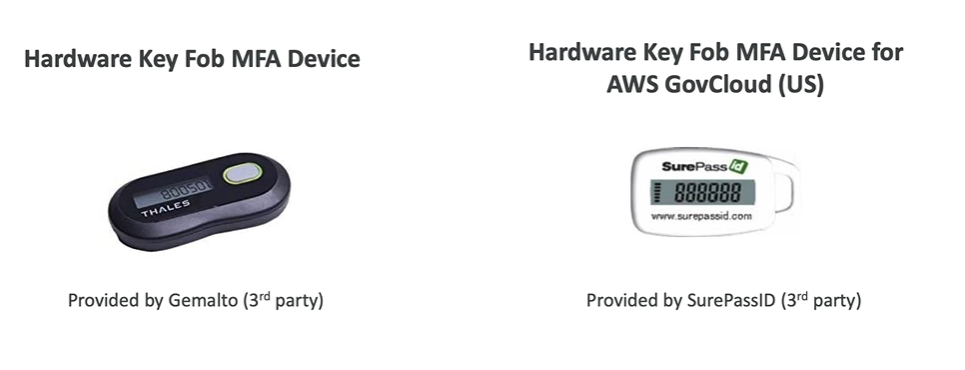 Hardware Key Fob MFA Device
THALES
Provided by Gemalto (3rd party)
Hardware Key Fob MFA Device for
AWS GovCloud (US)
SurePass id
888888
www.surepassid.com
Provided by SurePassID (3rd party)